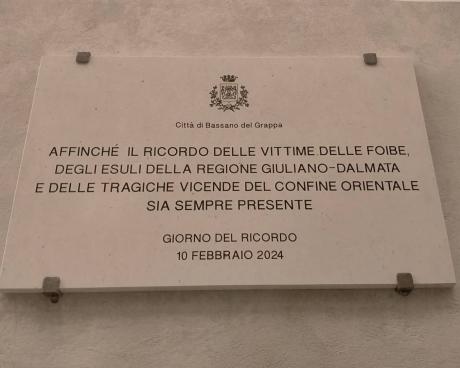 Città di Bassano del Grappa
AFFINCHÉ IL RICORDO DELLE VITTIME DELLE FOIBE,
DEGLI ESULI DELLA REGIONE GIULIANO-DALMATA
E DELLE TRAGICHE VICENDE DEL CONFINE ORIENTALE
SIA SEMPRE PRESENTE
GIORNO DEL RICORDO
10 FEBBRAIO 2024